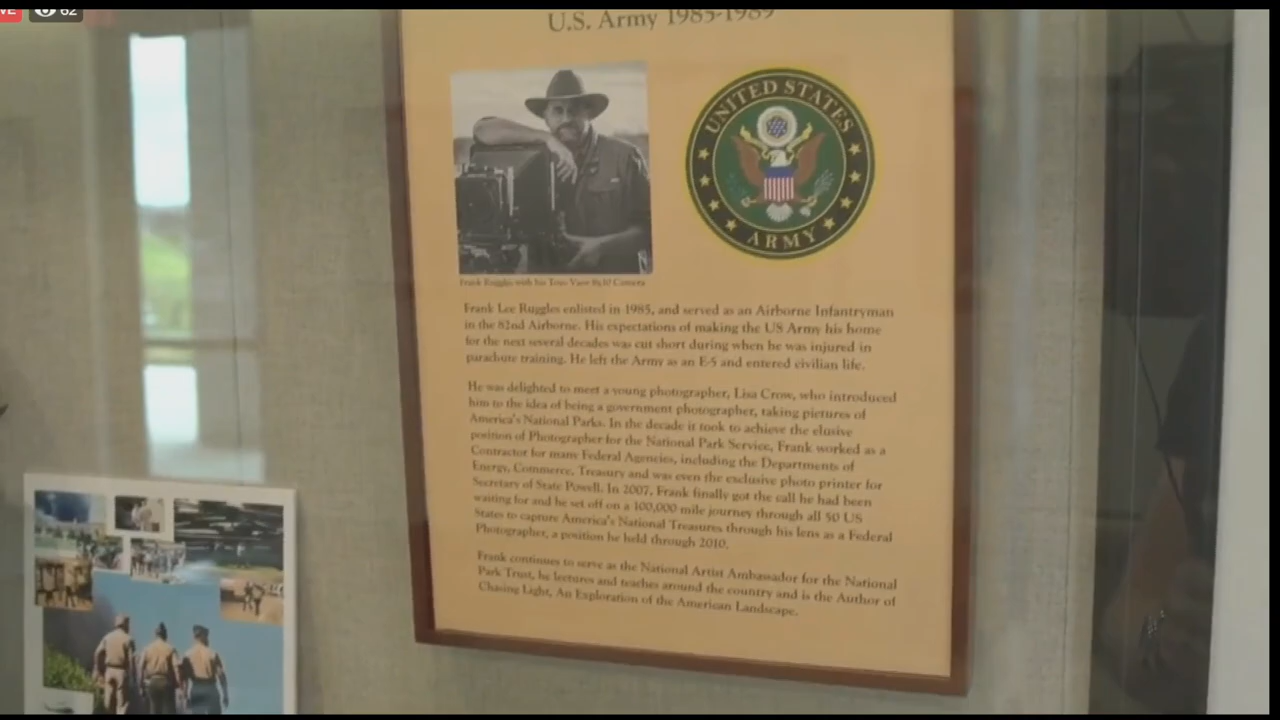 VE 62
U.S. Army 1985-1989
UNITED STATES
ARMY
Frank Ruggles with his Toyo View 8x10 Camera
Frank Lee Ruggles enlisted in 1985, and served as an Airborne Infantryman
in the 82nd Airborne. His expectations of making the US Army his home
for the next several decades was cut short during when he was injured in
parachute training. He left the Army as an E-5 and entered civilian life.
He was delighted to meet a young photographer, Lisa Crow, who introduced
him to the idea of being a government photographer, taking pictures of
America's National Parks. In the decade it took to achieve the elusive
position of Photographer for the National Park Service, Frank worked as a
Contractor for many Federal Agencies, including the Departments of
Energy, Commerce, Treasury and was even the exclusive photo printer for
Secretary of State Powell. In 2007, Frank finally got the call he had been
waiting for and he set off on a 100,000 mile journey through all 50 US
States to capture America's National Treasures through his lens as a Federal
Photographer, a position he held through 2010.
Frank continues to serve as the National Artist Ambassador for the National
Park Trust, he lectures and teaches around the country and is the Author of
Chasing Light, An Exploration of the American Landscape.